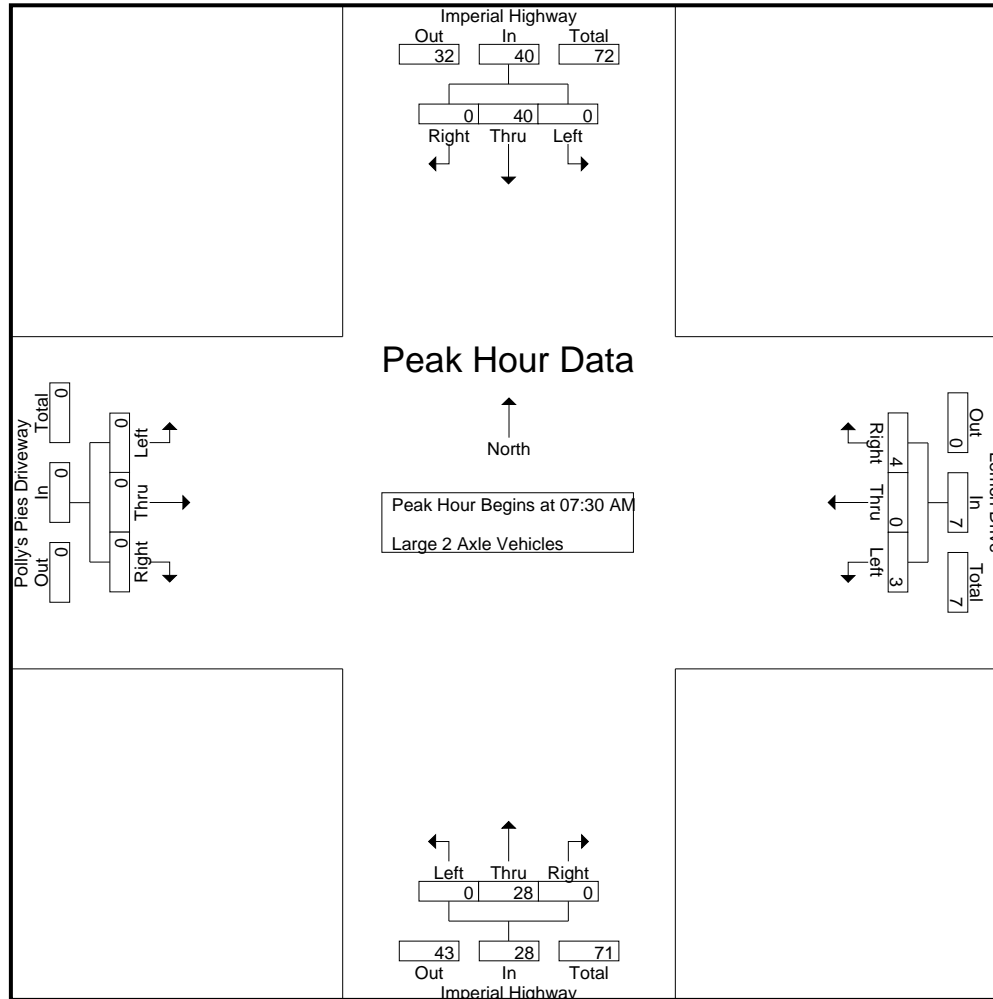 Imperial Highway
Out In Total
32 40 72
0 40 0
Right Thru Left
Peak Hour Data
North
Peak Hour Begins at 07:30 AM
Large 2 Axle Vehicles
Polly's Pies Driveway
Out In Total
0 0 0
Right Thru Left
0 0 0
Drive
Out In Total
0 7 7
Right Thru Left
4 0 3
Left Thru Right
0 28 0
43 28 71
Out In Total
Imperial Highway